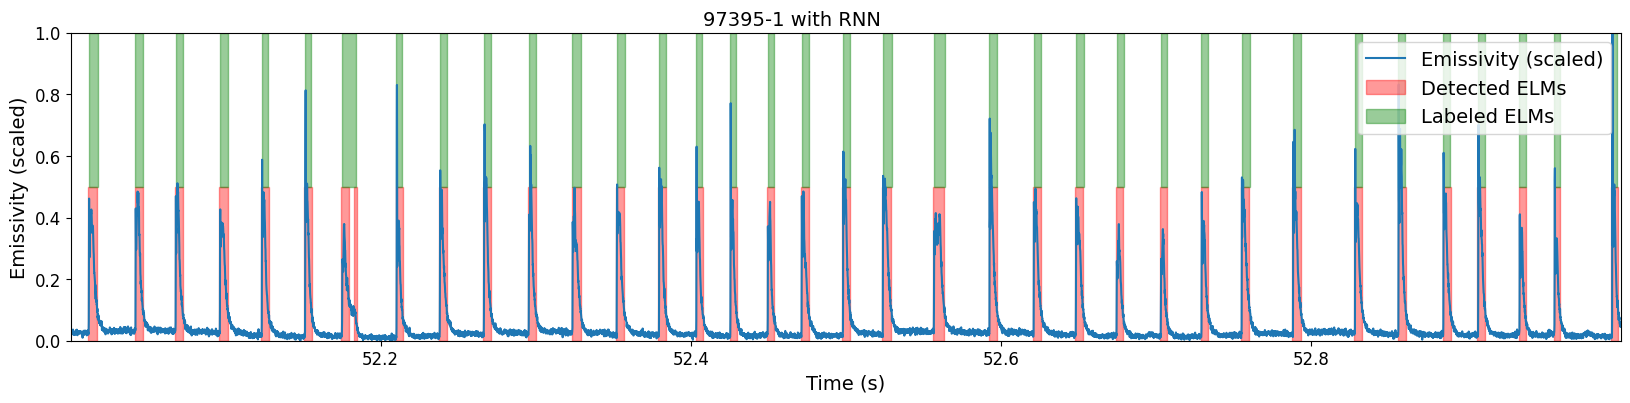 97395-1 with RNN
Emissivity (scaled)
1.0
0.8
0.6
0.4
0.2
0.0
Emissivity (scaled)
Detected ELMs
Labeled ELMs
52.2
52.4
52.6
52.8
Time (s)